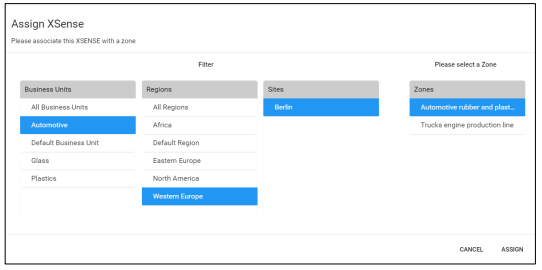 Assign XSense
Please associate this XSENSE with a zone
Filter
Please select a Zone
Business Units
All Business Units
Automotive
Default Business Unit
Glass
Plastics
Regions
All Regions
Africa
Default Region
Eastern Europe
North America
Western Europe
Sites
Berlin
Zones
Automotive rubber and plast...
Trucks engine production line
CANCEL ASSIGN